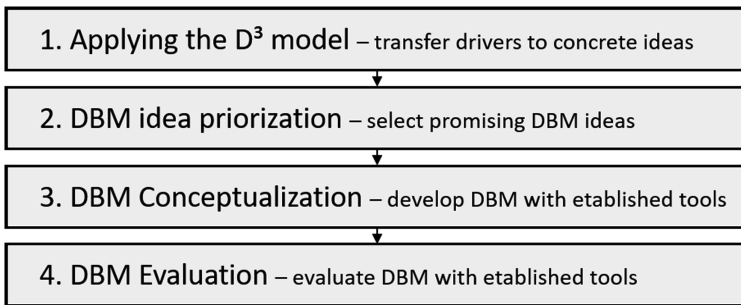 1. Applying the D³ model – transfer drivers to concrete ideas
2. DBM idea priorization – select promising DBM ideas
3. DBM Conceptualization – develop DBM with etablished tools
4. DBM Evaluation – evaluate DBM with etablished tools